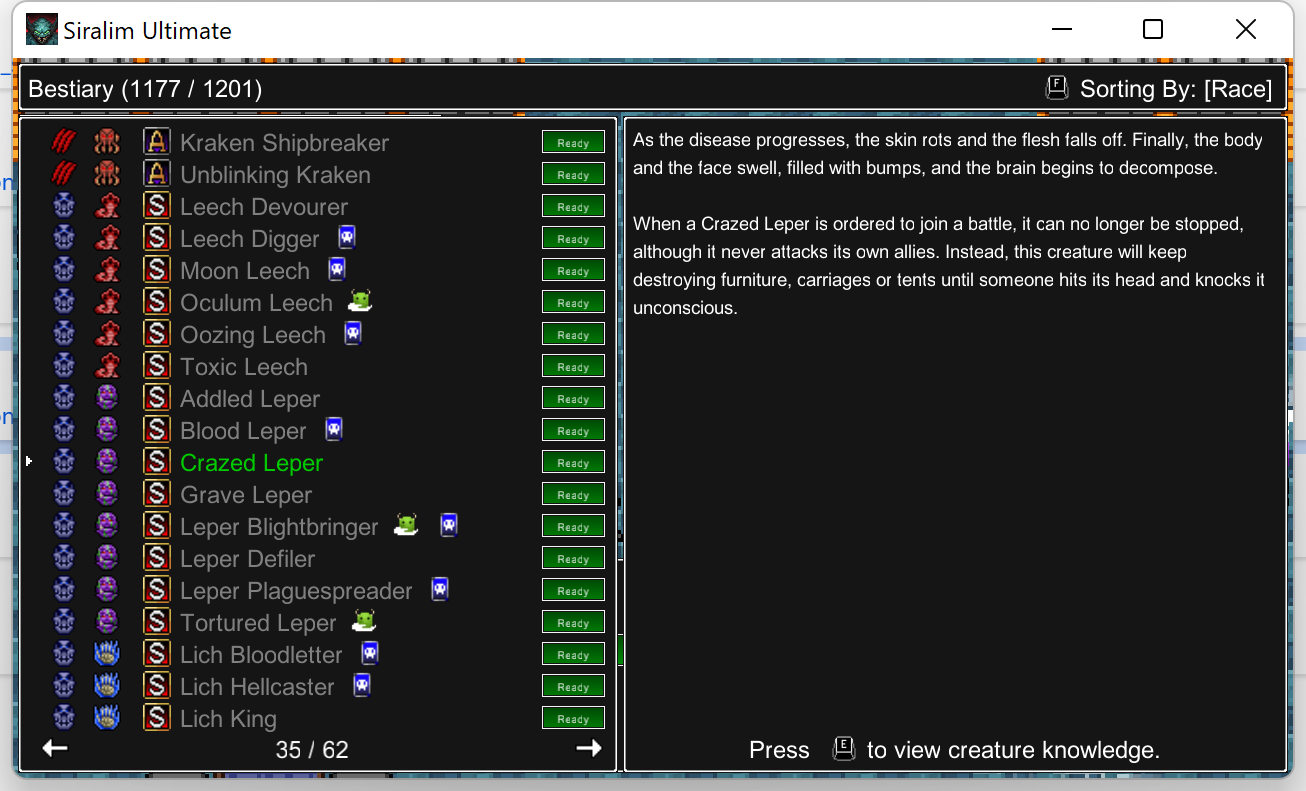 Siralim Ultimate
Bestiary (1177 / 1201)
F Sorting By: [Race]
A Kraken Shipbreaker Ready
A Unblinking Kraken Ready
S Leech Devourer Ready
S Leech Digger Ready
S Moon Leech Ready
S Oculum Leech Ready
S Oozing Leech Ready
S Toxic Leech Ready
S Addled Leper Ready
S Blood Leper Ready
S Crazed Leper Ready
S Grave Leper Ready
S Leper Blightbringer Ready
S Leper Defiler Ready
S Leper Plaguespreader Ready
S Tortured Leper Ready
S Lich Bloodletter Ready
S Lich Hellcaster Ready
S Lich King Ready
35 / 62
As the disease progresses, the skin rots and the flesh falls off. Finally, the body
and the face swell, filled with bumps, and the brain begins to decompose.
When a Crazed Leper is ordered to join a battle, it can no longer be stopped,
although it never attacks its own allies. Instead, this creature will keep
destroying furniture, carriages or tents until someone hits its head and knocks it
unconscious.
Press E to view creature knowledge.